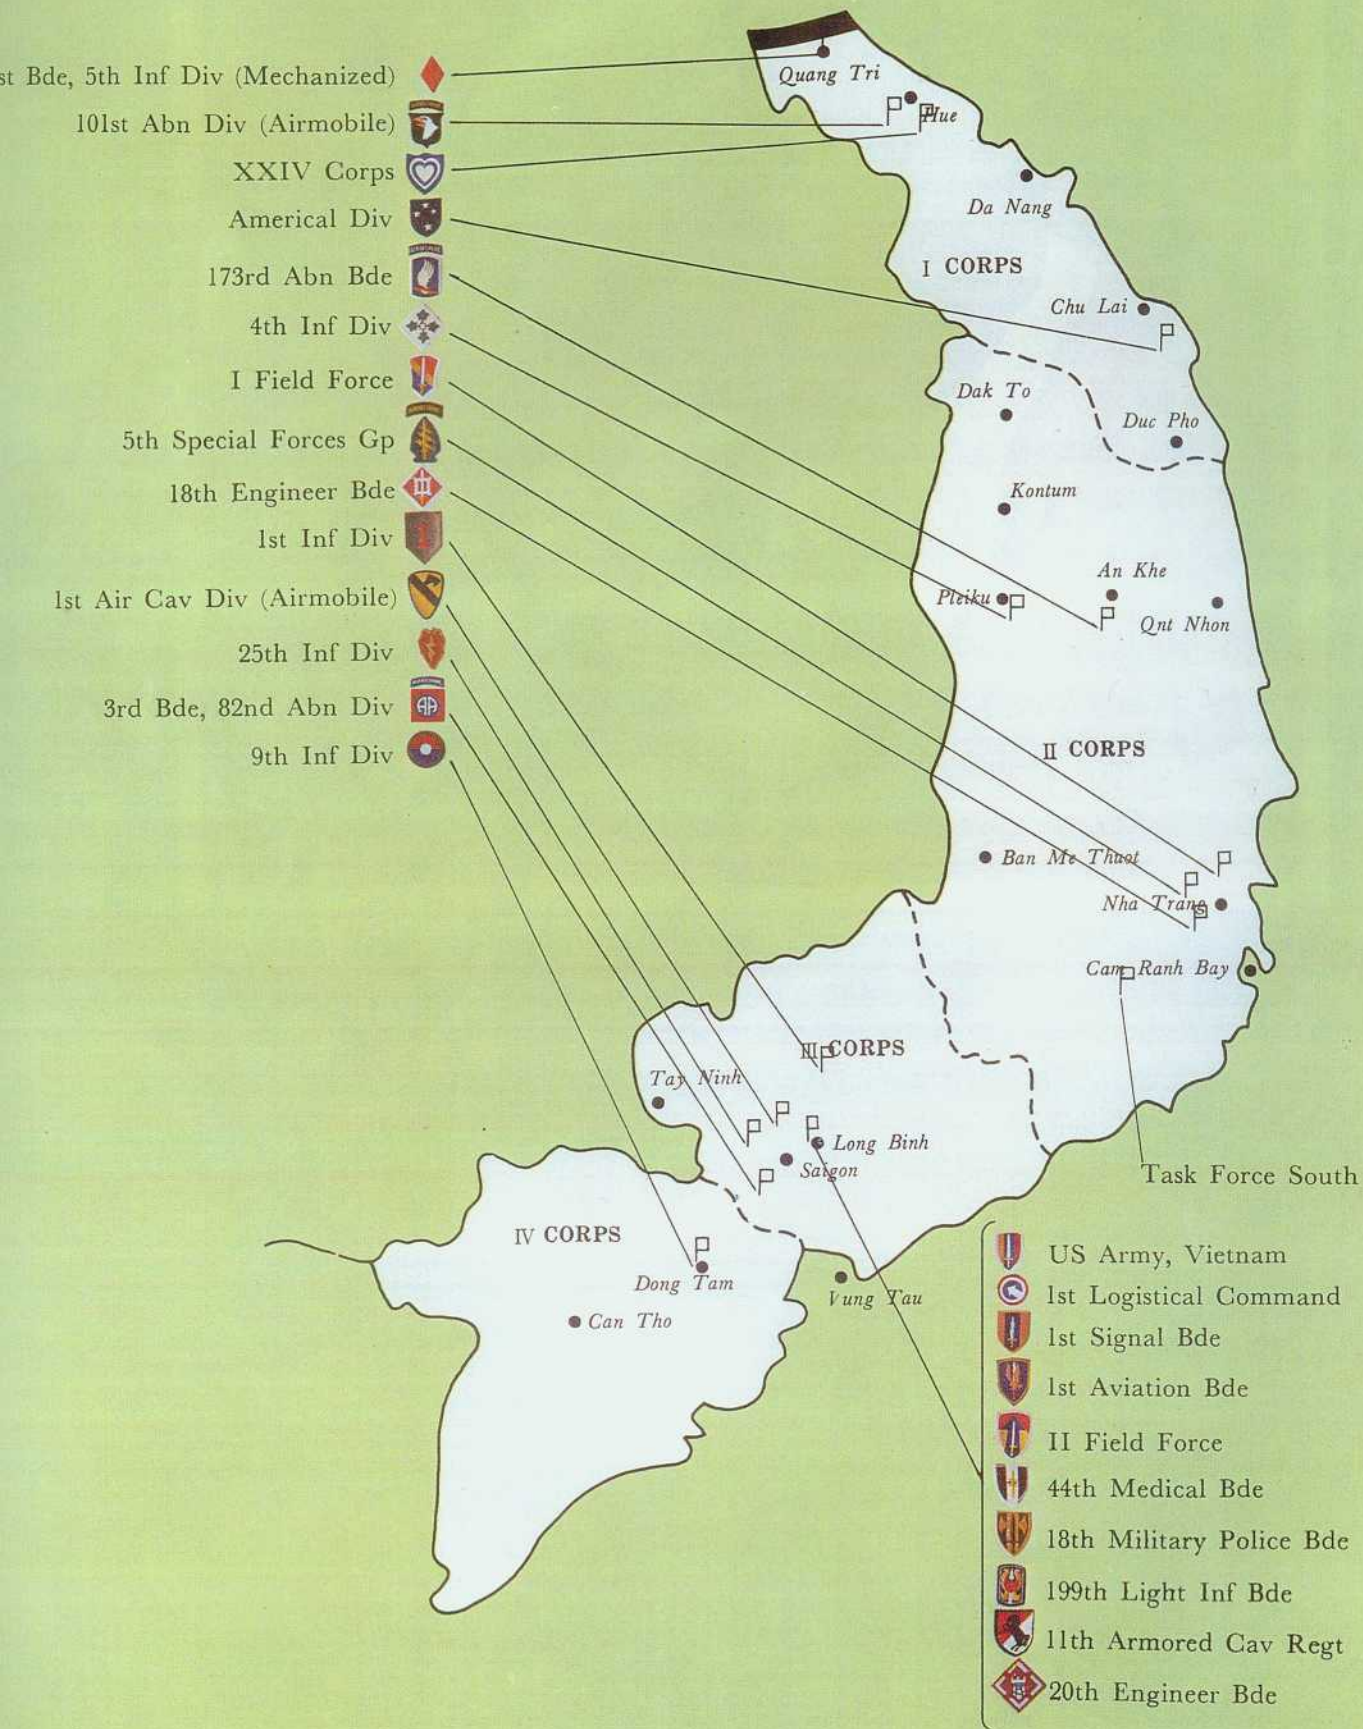 st Bde, 5th Inf Div (Mechanized)
101st Abn Div (Airmobile)
XXIV Corps
Americal Div
173rd Abn Bde
4th Inf Div
I Field Force
5th Special Forces Gp
18th Engineer Bde
1st Inf Div
1st Air Cav Div (Airmobile)
25th Inf Div
3rd Bde, 82nd Abn Div
AA
9th Inf Div
Quang Tri
Hue
Da Nang
I CORPS
Chu Lai
Dak To
Duc Pho
Kontum
An Khe
Pleiku
Qnt Nhon
II CORPS
Ban Me Thuot
Nha Trang
Cam Ranh Bay
III CORPS
Tay Ninh
Long Binh
Saigon
Task Force South
IV CORPS
Dong Tam
Vung Tau
Can Tho
US Army, Vietnam
1st Logistical Command
1st Signal Bde
1st Aviation Bde
II Field Force
44th Medical Bde
18th Military Police Bde
199th Light Inf Bde
11th Armored Cav Regt
20th Engineer Bde